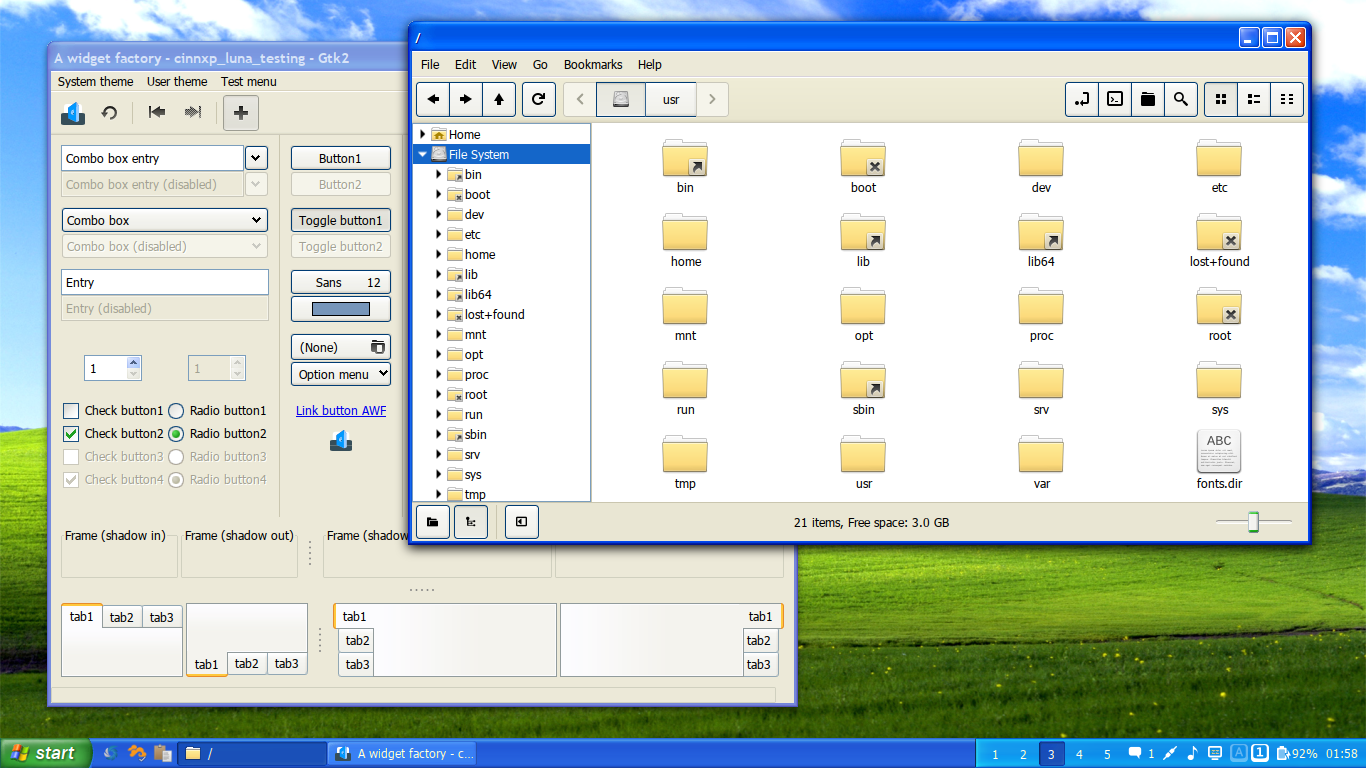 A widget factory - cinnxp_luna_testing - Gtk2
System theme User theme Test menu
Combo box entry
Combo box entry (disabled)
Combo box
Combo box (disabled)
Entry
Entry (disabled)
1 1
Check button1 Radio button1
Check button2 Radio button2
Check button3 Radio button3
Check button4 Radio button4
Button1
Button2
Toggle button1
Toggle button2
Sans 12
(None)
Option menu
Link button AWF
Frame (shadow in) Frame (shadow out) Frame (shadow
tab1 tab2 tab3
tab1 tab2 tab3
tab1
tab2
tab3
tab1
tab2
tab3
/
File Edit View Go Bookmarks Help
usr
Home
File System
bin
boot
dev
etc
home
lib
lib64
lost+found
mnt
opt
proc
root
run
sbin
srv
sys
tmp
bin boot dev etc
home lib lib64 lost+found
mnt opt proc root
run sbin srv sys
ABC
tmp usr var fonts.dir
21 items, Free space: 3.0 GB
start / A widget factory - c... 1 2 3 4 5 1 A 1 92% 01:58